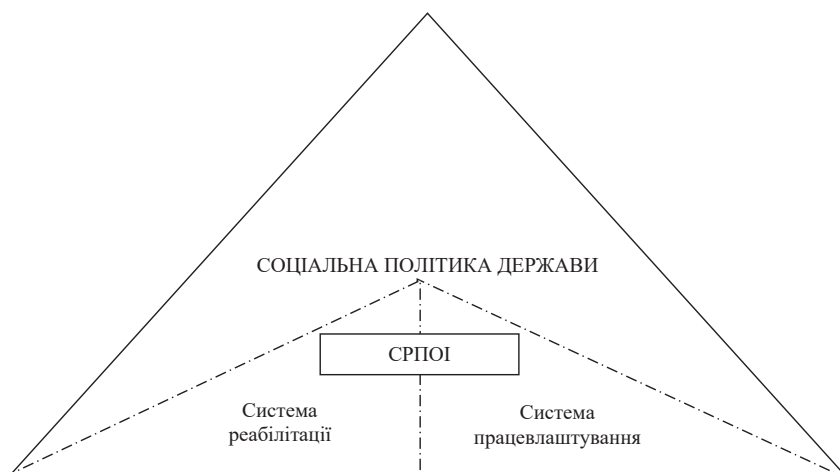 СОЦІАЛЬНА ПОЛІТИКА ДЕРЖАВИ
СРПОІ
Система
реабілітації
Система
працевлаштування